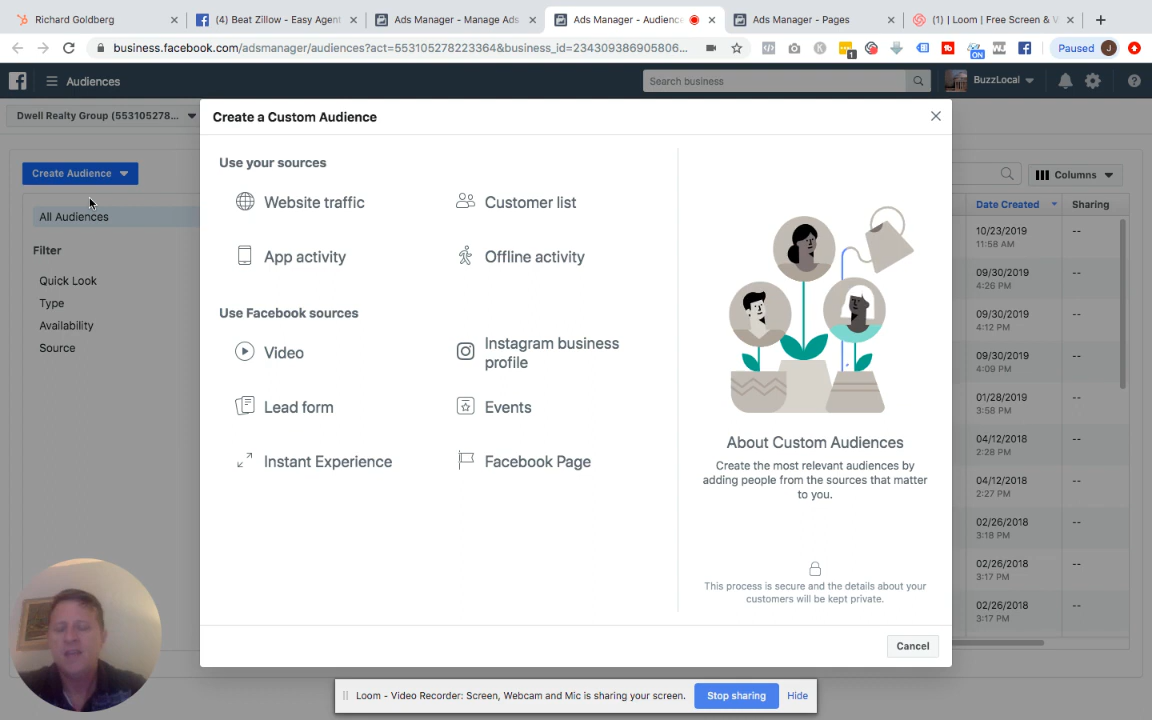 Richard Goldberg
(4) Beat Zillow - Easy Agent
Ads Manager - Manage Ads
Ads Manager - Audience
Ads Manager - Pages
(1) | Loom | Free Screen & V
business.facebook.com/adsmanager/audiences?act=553105278223364&business_id=234309386905806...
1
ON
Paused
J
Audiences
Search business
BuzzLocal
Dwell Realty Group (553105278...
Create a Custom Audience
Create Audience
Columns
Use your sources
Website traffic
Customer list
App activity
Offline activity
Use Facebook sources
Video
Instagram business
profile
Lead form
Events
Instant Experience
Facebook Page
All Audiences
Filter
Quick Look
Type
Availability
Source
Date Created
Sharing
10/23/2019
11:58 AM
--
09/30/2019
4:26 PM
--
09/30/2019
4:12 PM
--
09/30/2019
4:09 PM
--
01/28/2019
3:58 PM
--
04/12/2018
2:28 PM
--
04/12/2018
2:27 PM
--
02/26/2018
3:18 PM
--
02/26/2018
3:17 PM
--
02/26/2018
3:17 PM
--
About Custom Audiences
Create the most relevant audiences by
adding people from the sources that matter
to you.
This process is secure and the details about your
customers will be kept private.
Cancel
Loom - Video Recorder: Screen, Webcam and Mic is sharing your screen.
Stop sharing
Hide